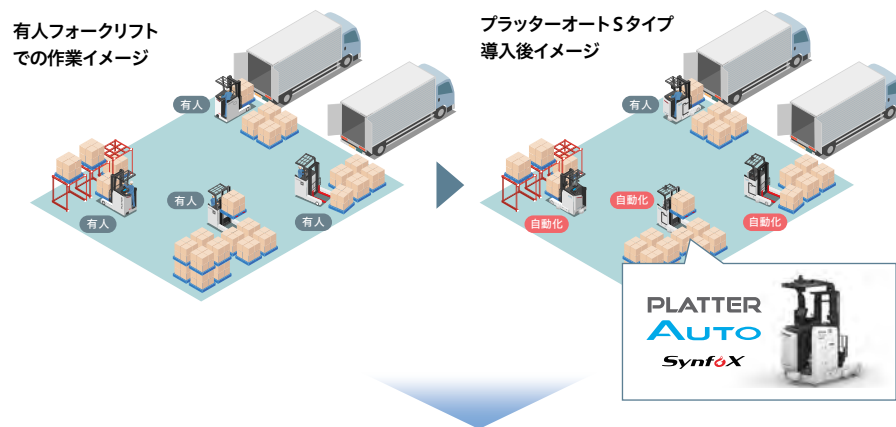 有人フォークリフト
での作業イメージ
有人
有人
有人
有人
プラッターオートSタイプ
導入後イメージ
有人
自動化
自動化
自動化
PLATTER
AUTO
SynfoX